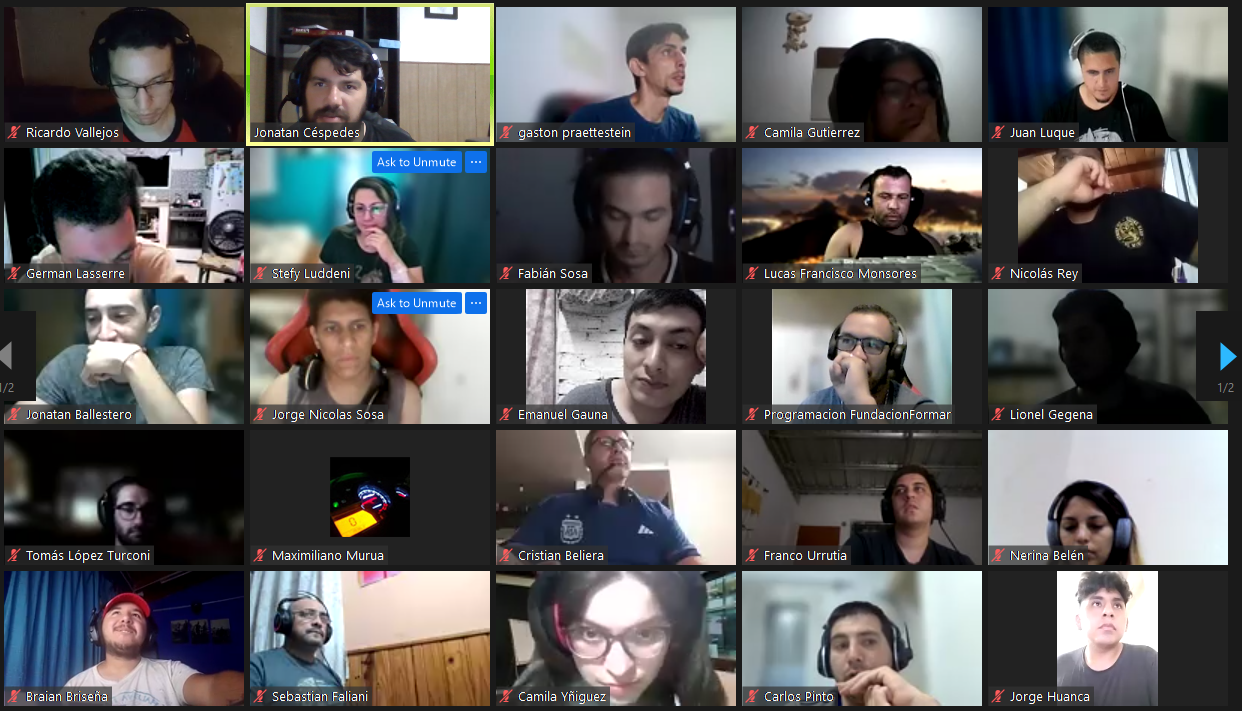 Ricardo Vallejos
Jonatan Céspedes
gaston praettestein
Camila Gutierrez
Juan Luque
Ask to Unmute
German Lasserre
Stefy Luddeni
Fabián Sosa
Lucas Francisco Monsores
Nicolás Rey
Ask to Unmute
1/2
1/2
Jonatan Ballestero
Jorge Nicolas Sosa
Emanuel Gauna
Programacion FundacionFormar
Lionel Gegena
Tomás López Turconi
Maximiliano Murua
AFA
Cristian Beliera
Franco Urrutia
Nerina Belén
Braian Briseña
Sebastian Faliani
Camila Yñiguez
Carlos Pinto
Jorge Huanca